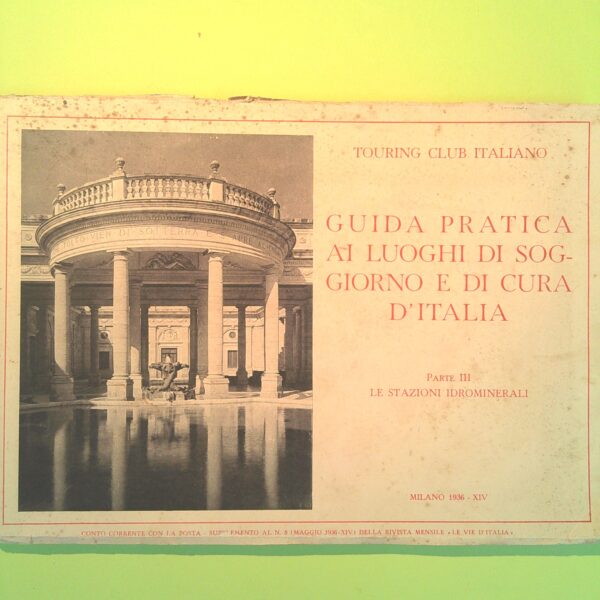 TOURING CLUB ITALIANO
GUIDA PRATICA
AI LUOGHI DI SOG-
GIORNO E DI CURA
D'ITALIA
PARTE III
LE STAZIONI IDROMINERALI
MILANO 1936 - XIV
CONTO CORRENTE CON LA POSTA - SUPPLEMENTO AL N. 5 (MAGGIO 1936-XIV) DELLA RIVISTA MENSILE «LE VIE D'ITALIA»
DI SOTTERRA